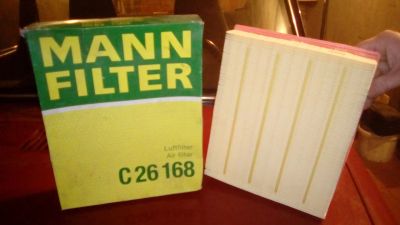 MANN
FILTER
Luftfilter
Air filter
C 26 168